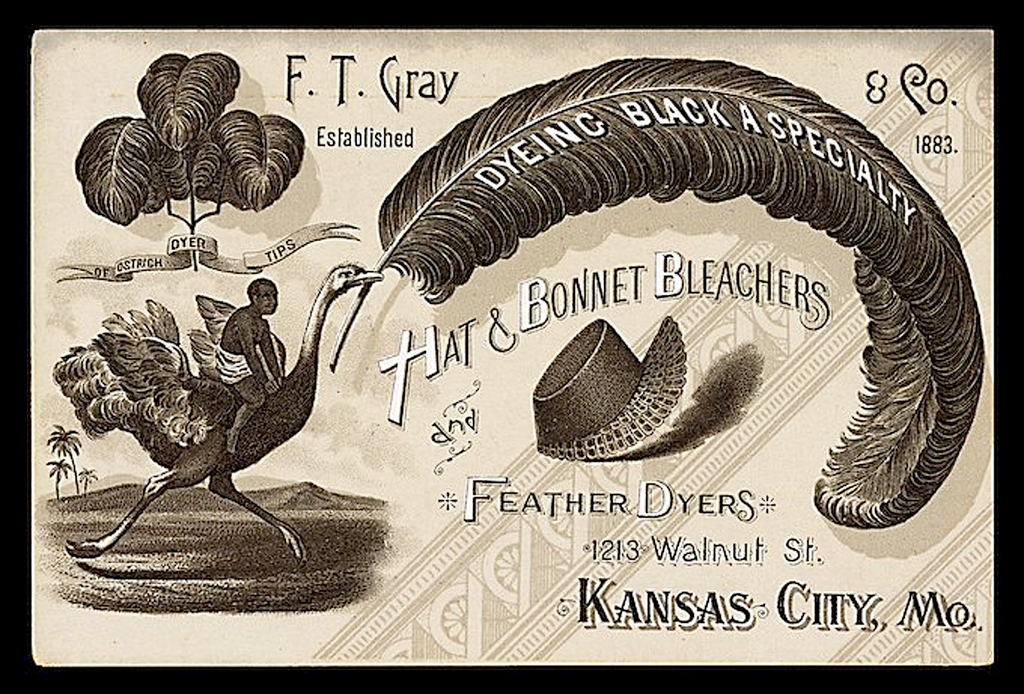 F. T. Gray & Co.
Established 1883.
DYEING BLACK A SPECIALTY
DYER
OF OSTRICH TIPS
HAT & BONNET BLEACHERS
and
FEATHER DYERS
1213 Walnut St.
KANSAS CITY, Mo.